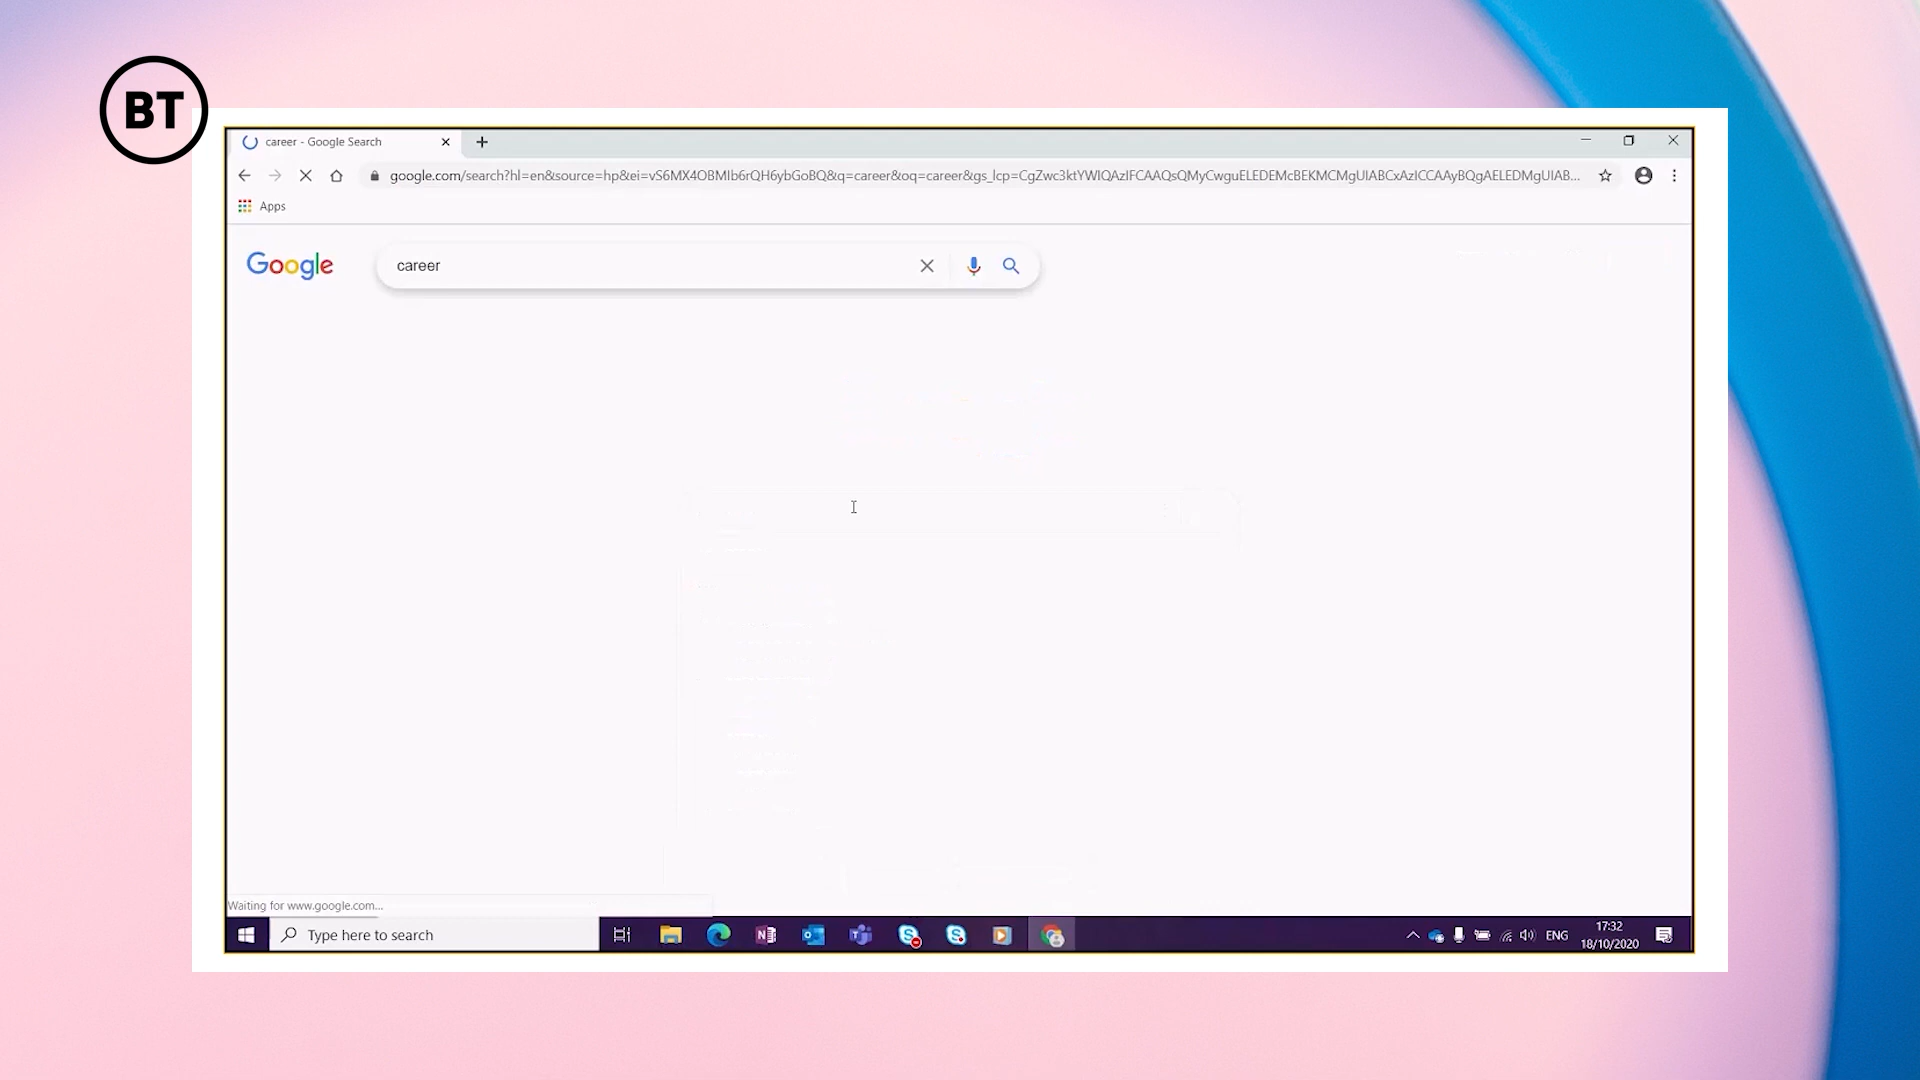 BT
career - Google Search
google.com/search?hl=en&source=hp&ei=vS6MX4OBMIb6rQH6ybGoBQ&q=career&oq=career&gs_lcp=CgZwc3ktYWIQAzIFCAAQsQMyCwguELEDEMcBEKMCMgUIABCxAzICCAAyBQgAELEDMgUIAB...
Apps
Google
career
Waiting for www.google.com...
Type here to search
ENG
17:32
18/10/2020